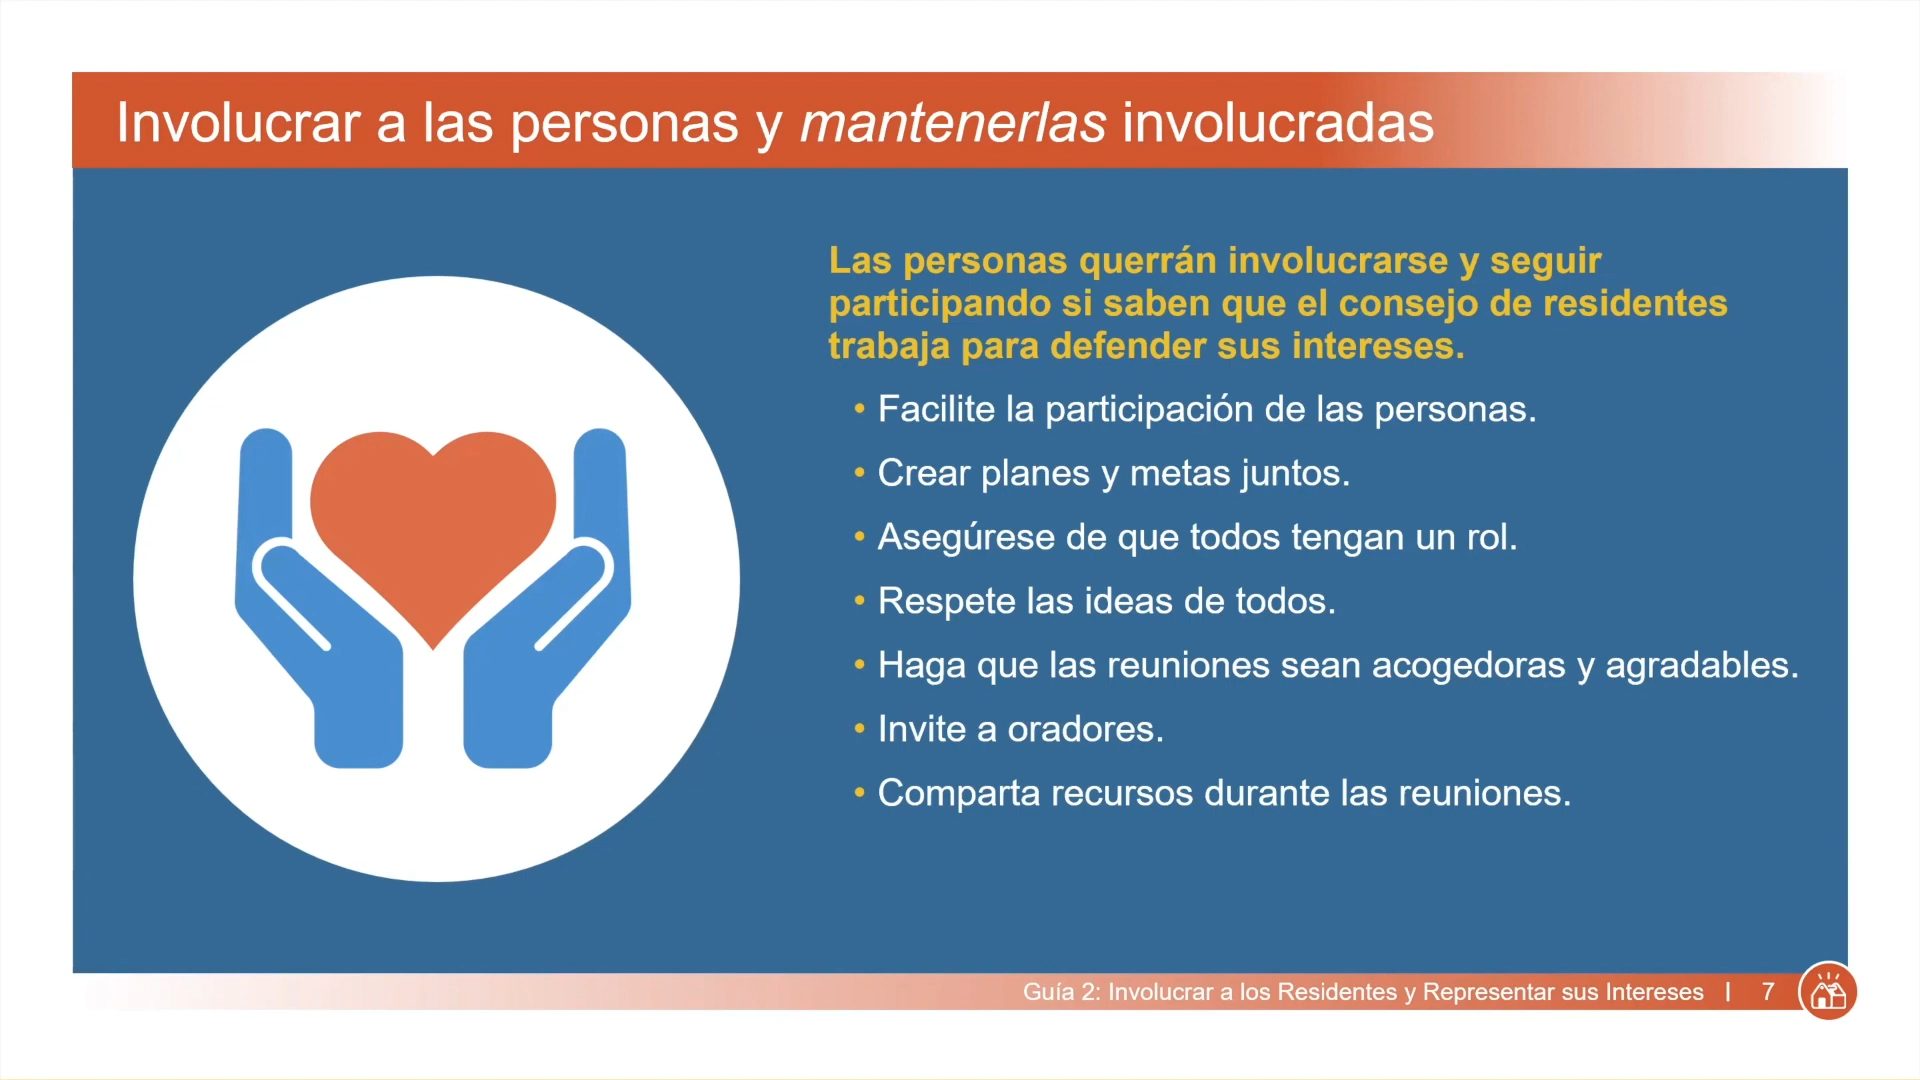 Involucrar a las personas y mantenerlas involucradas
Las personas querrán involucrarse y seguir
participando si saben que el consejo de residentes
trabaja para defender sus intereses.
• Facilite la participación de las personas.
• Crear planes y metas juntos.
• Asegúrese de que todos tengan un rol.
• Respete las ideas de todos.
• Haga que las reuniones sean acogedoras y agradables.
• Invite a oradores.
• Comparta recursos durante las reuniones.
Guía 2: Involucrar a los Residentes y Representar sus Intereses | 7